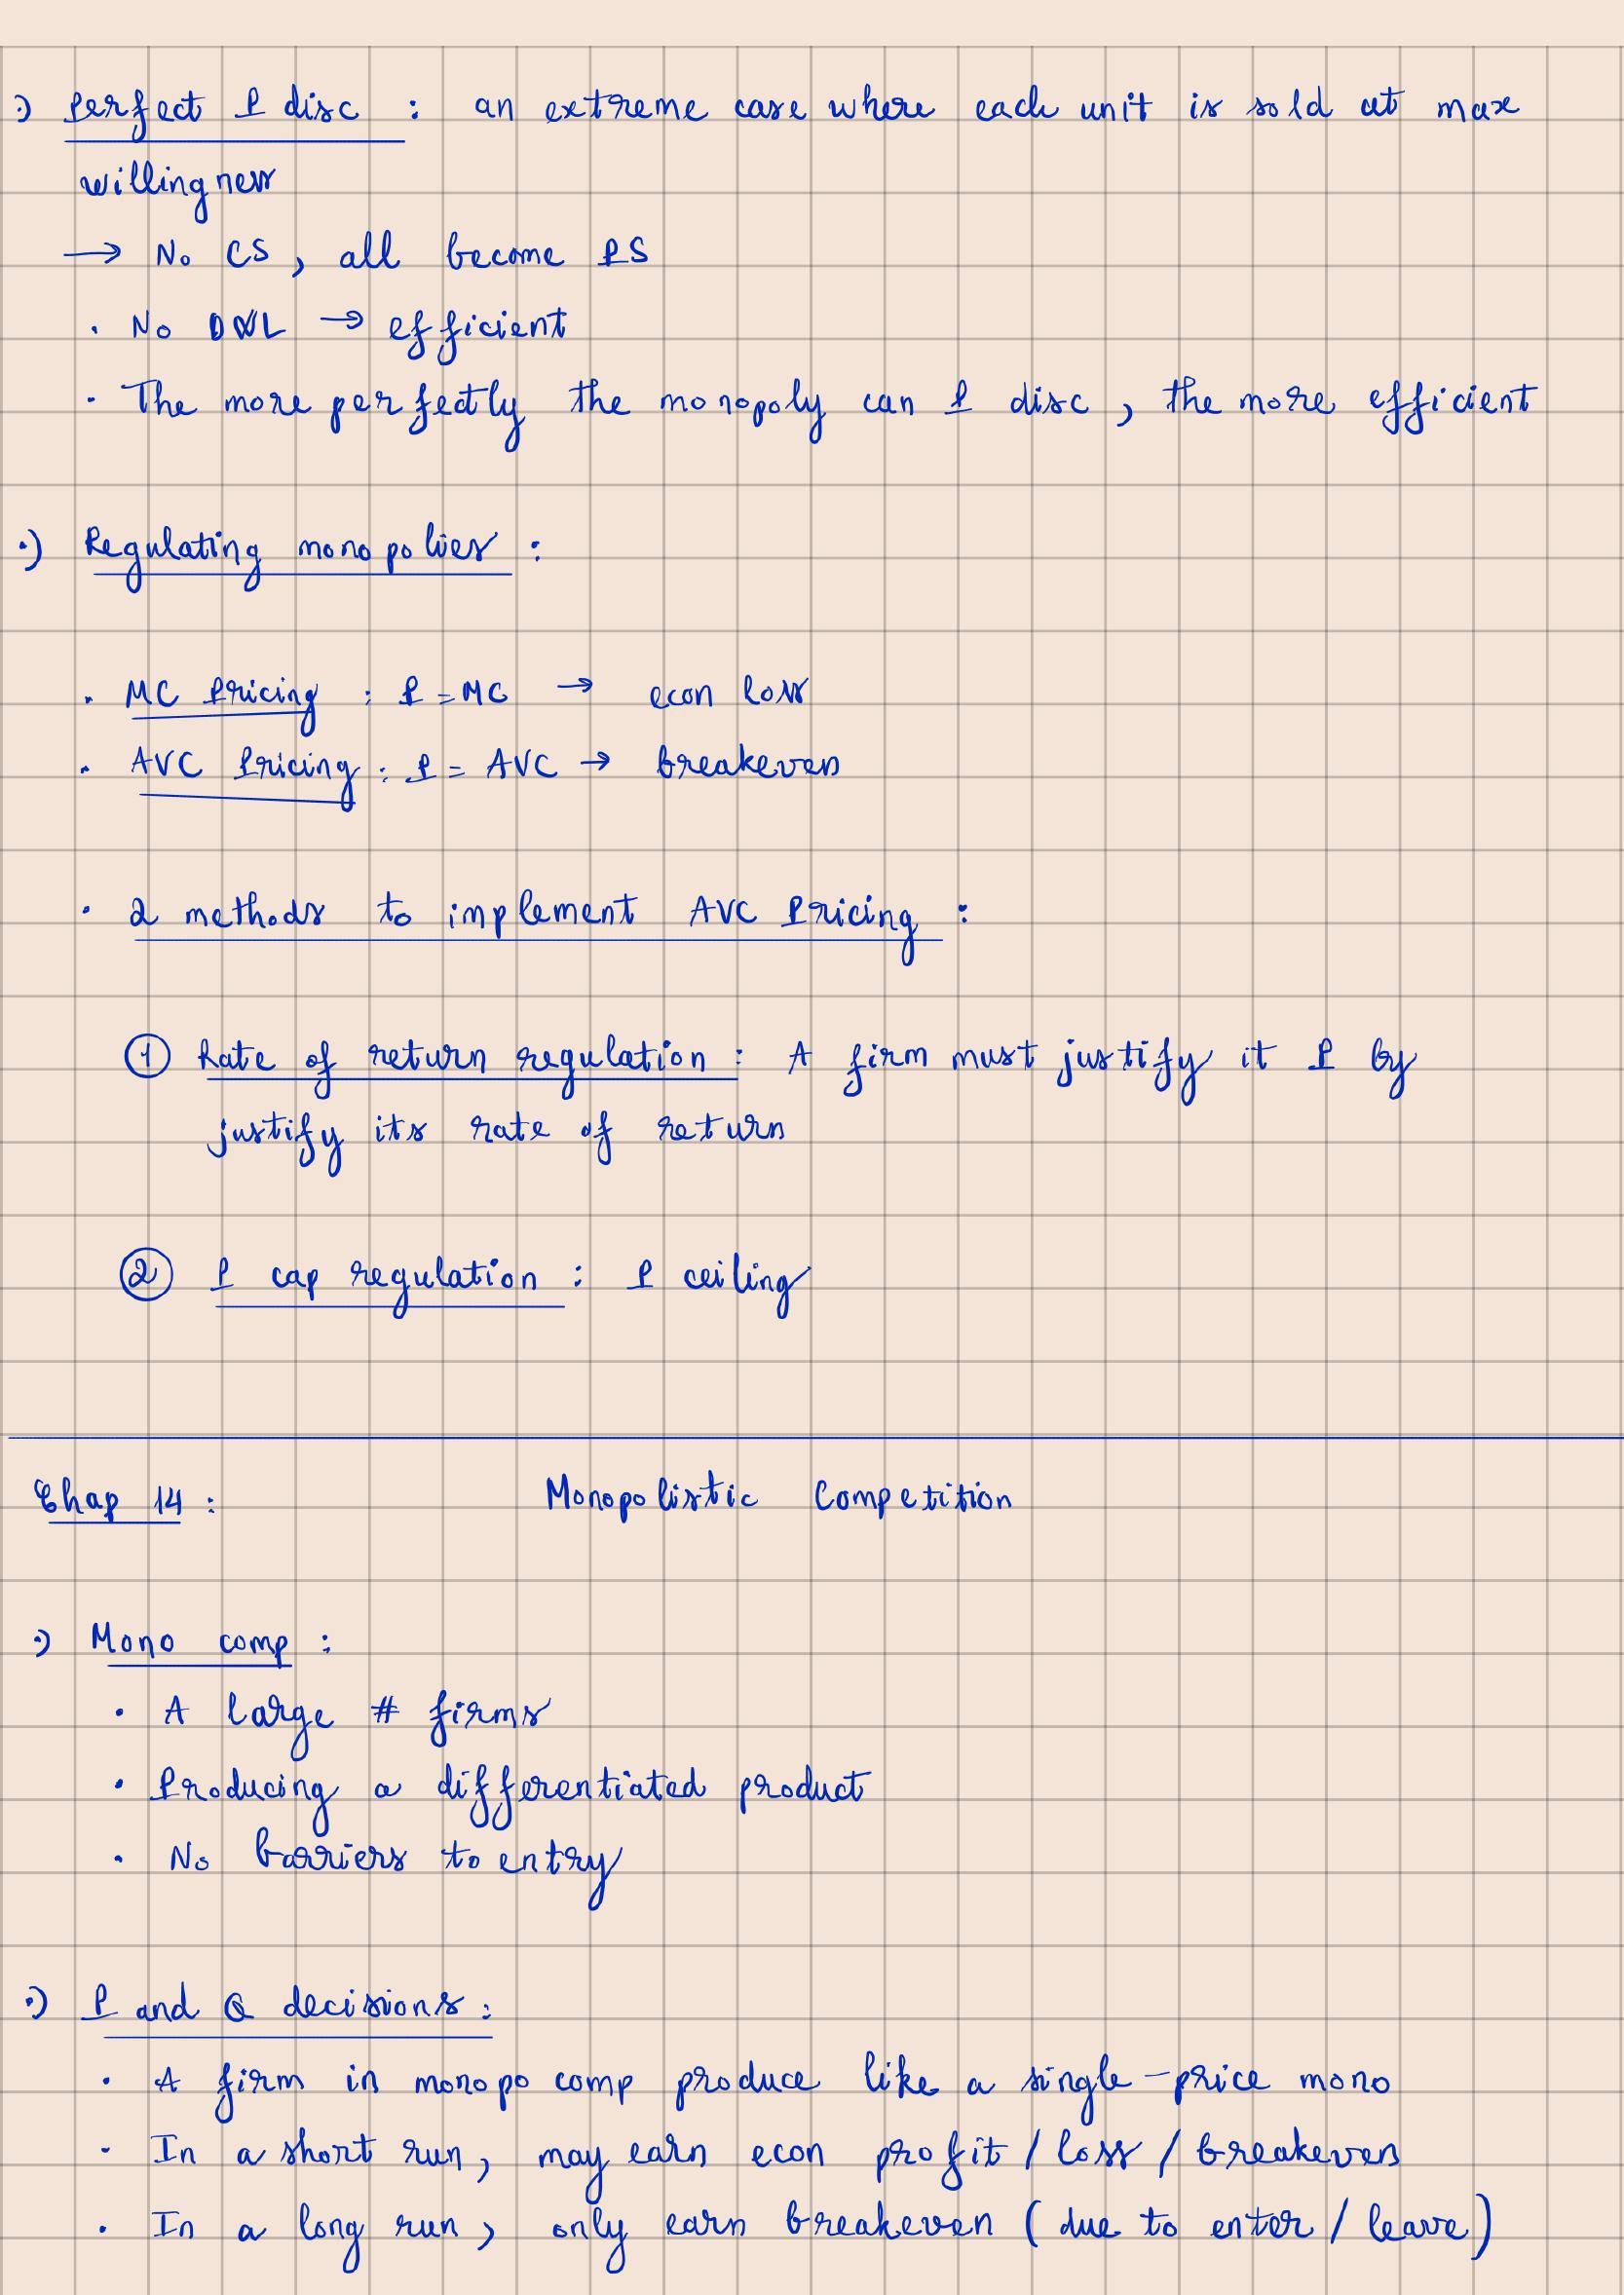 :) Perfect P disc : an extreme case where each unit is sold at max
willingness
→ No CS, all become PS
· No DWL → efficient
· The more perfectly the monopoly can P disc, the more efficient
·) Regulating monopolies :
· MC Pricing : P = MC → econ loss
· AVC Pricing : P = AVC → breakeven
· 2 methods to implement AVC Pricing :
① Rate of return regulation : A firm must justify it P by
justify its rate of return
② P cap regulation : P ceiling
Chap 14 : Monopolistic Competition
:) Mono comp :
· A large # firms
· Producing a differentiated product
· No barriers to entry
:) P and Q decisions :
· A firm in monopo comp produce like a single-price mono
· In a short run, may earn econ profit / loss / breakeven
· In a long run, only earn breakeven (due to enter / leave)